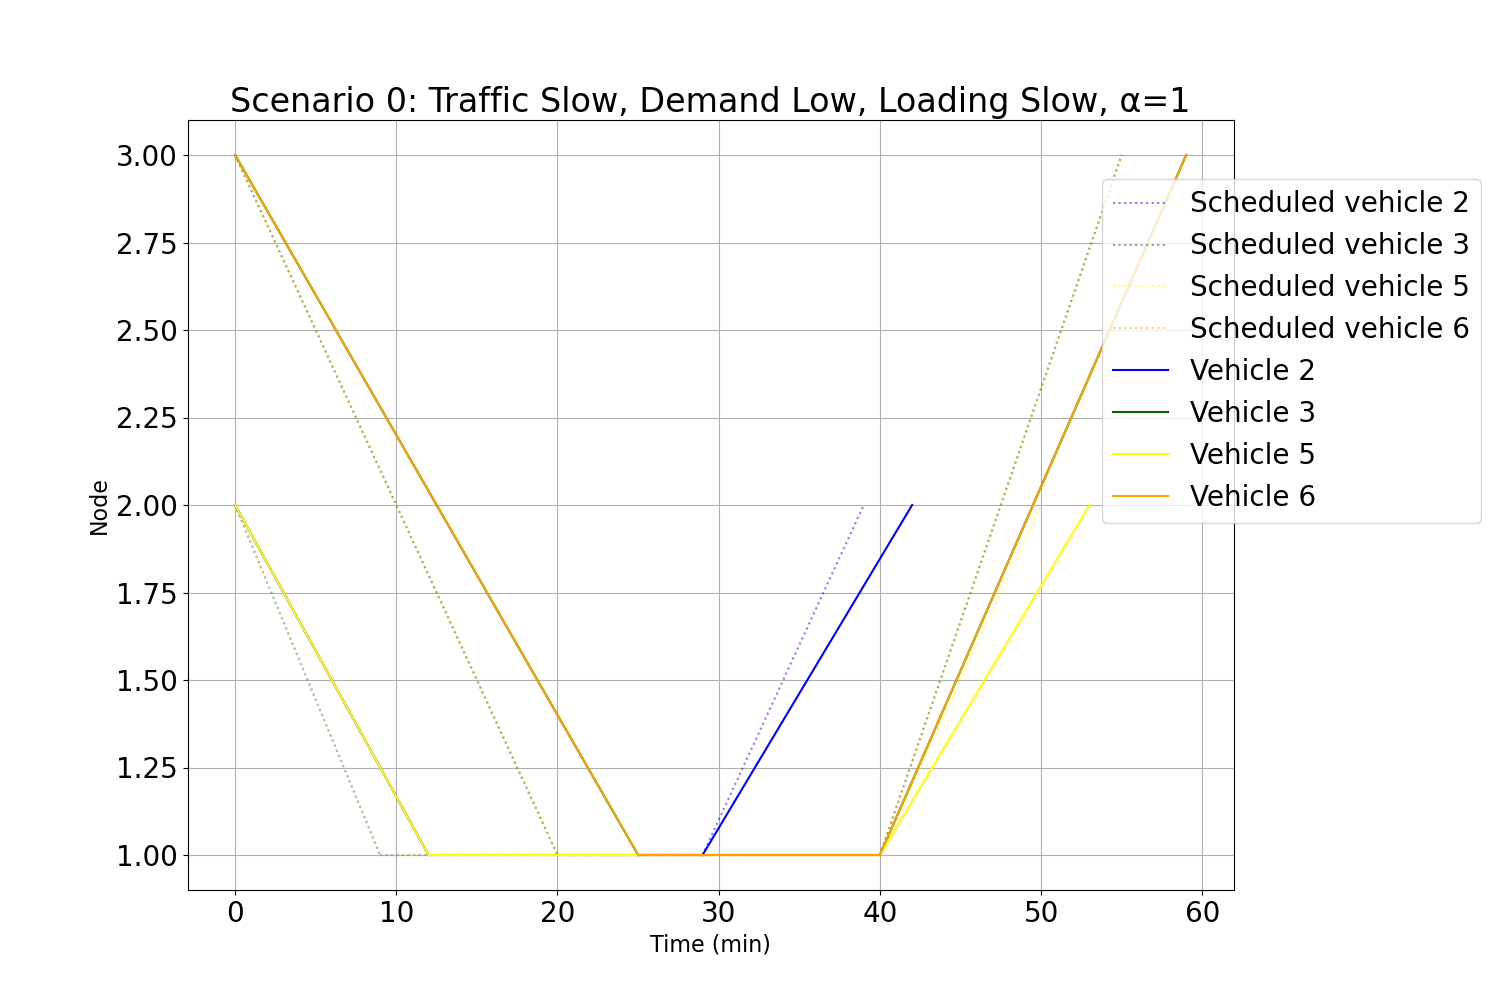 Scenario 0: Traffic Slow, Demand Low, Loading Slow, α=1
3.00
2.75
2.50
2.25
2.00
1.75
1.50
1.25
1.00
Node
0 10 20 30 40 50 60
Time (min)
Scheduled vehicle 2
Scheduled vehicle 3
Scheduled vehicle 5
Scheduled vehicle 6
Vehicle 2
Vehicle 3
Vehicle 5
Vehicle 6